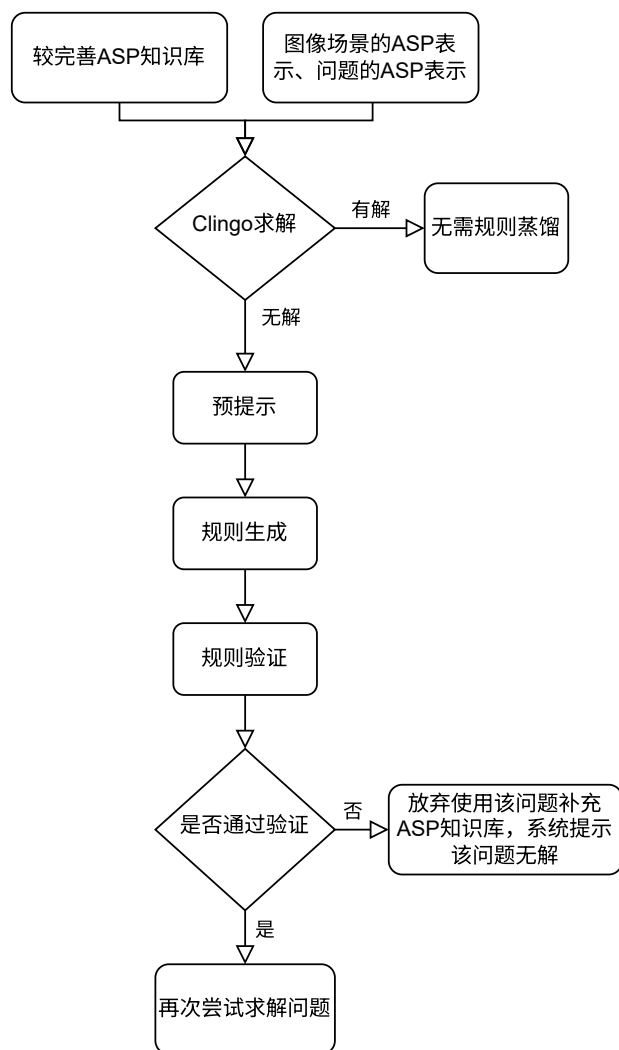 较完善ASP知识库
图像场景的ASP表
示、问题的ASP表示
Clingo求解
有解
无需规则蒸馏
无解
预提示
规则生成
规则验证
是否通过验证
否
放弃使用该问题补充
ASP知识库，系统提示
该问题无解
是
再次尝试求解问题